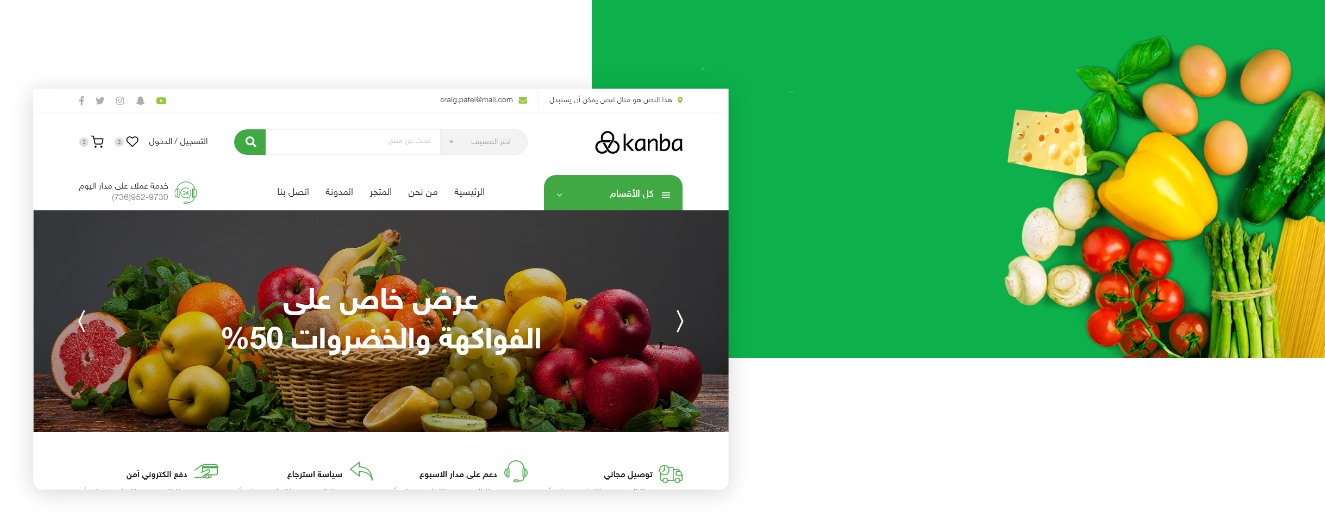 هذا النص هو مثال لنص يمكن أن يستبدل
craig.patel@mail.com
kanba
اختر التصنيف
ابحث عن منتج
التسجيل / الدخول
2
كل الأقسام
الرئيسية
من نحن
المتجر
المدونة
اتصل بنا
24
خدمة عملاء على مدار اليوم
(736)952-9730
عرض خاص على
الفواكهة والخضروات 50%
توصيل مجاني
دعم على مدار الاسبوع
سياسة استرجاع
دفع الكتروني آمن